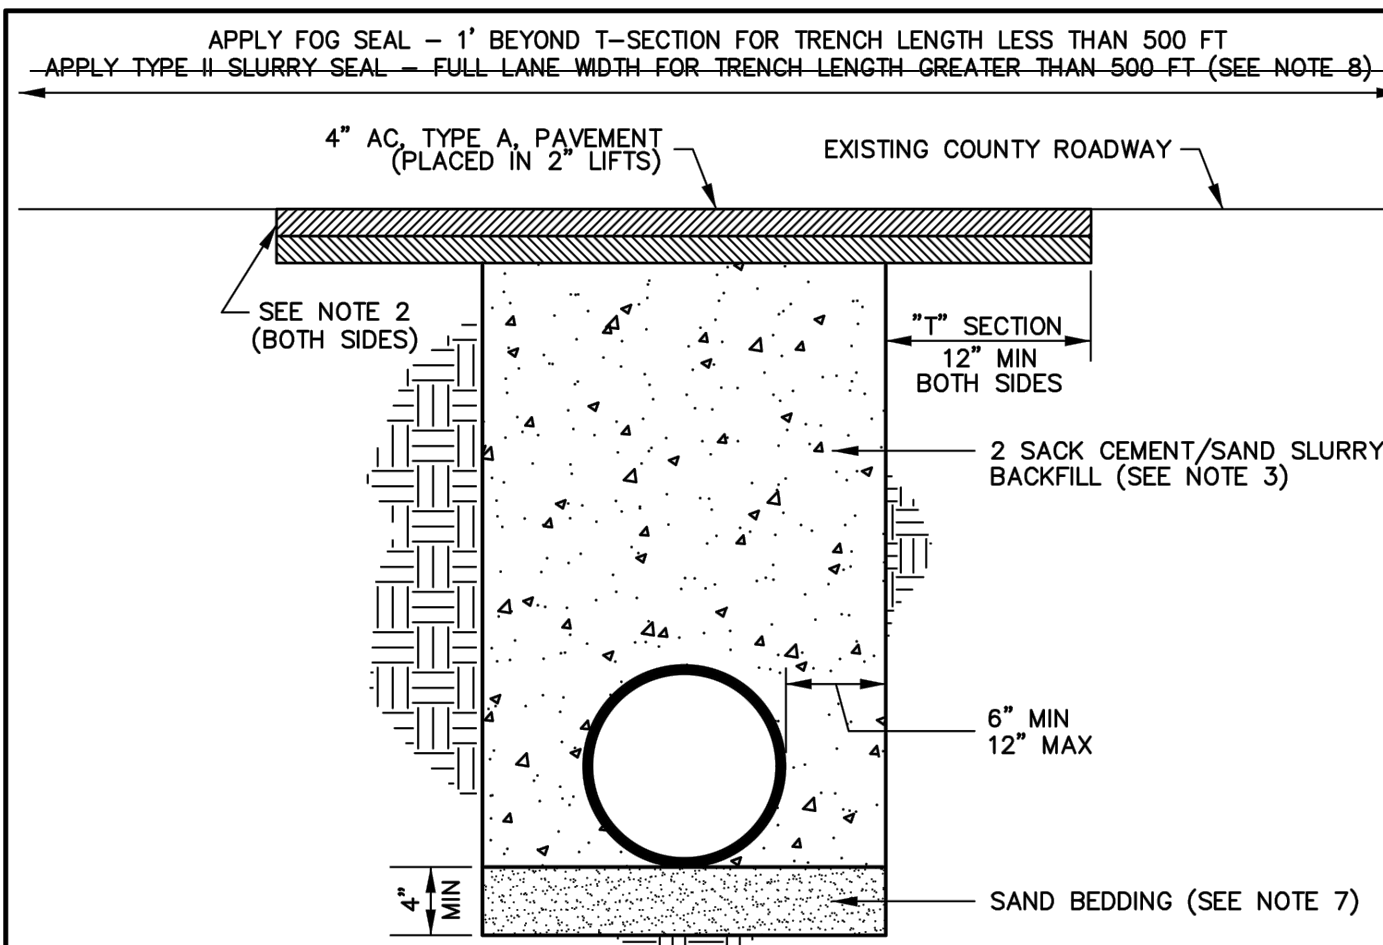 APPLY FOG SEAL – 1' BEYOND T–SECTION FOR TRENCH LENGTH LESS THAN 500 FT
APPLY TYPE II SLURRY SEAL – FULL LANE WIDTH FOR TRENCH LENGTH GREATER THAN 500 FT (SEE NOTE 8)
4" AC, TYPE A, PAVEMENT
(PLACED IN 2" LIFTS)
EXISTING COUNTY ROADWAY
SEE NOTE 2
(BOTH SIDES)
"T" SECTION
12" MIN
BOTH SIDES
2 SACK CEMENT/SAND SLURRY
BACKFILL (SEE NOTE 3)
6" MIN
12" MAX
4"
MIN
SAND BEDDING (SEE NOTE 7)